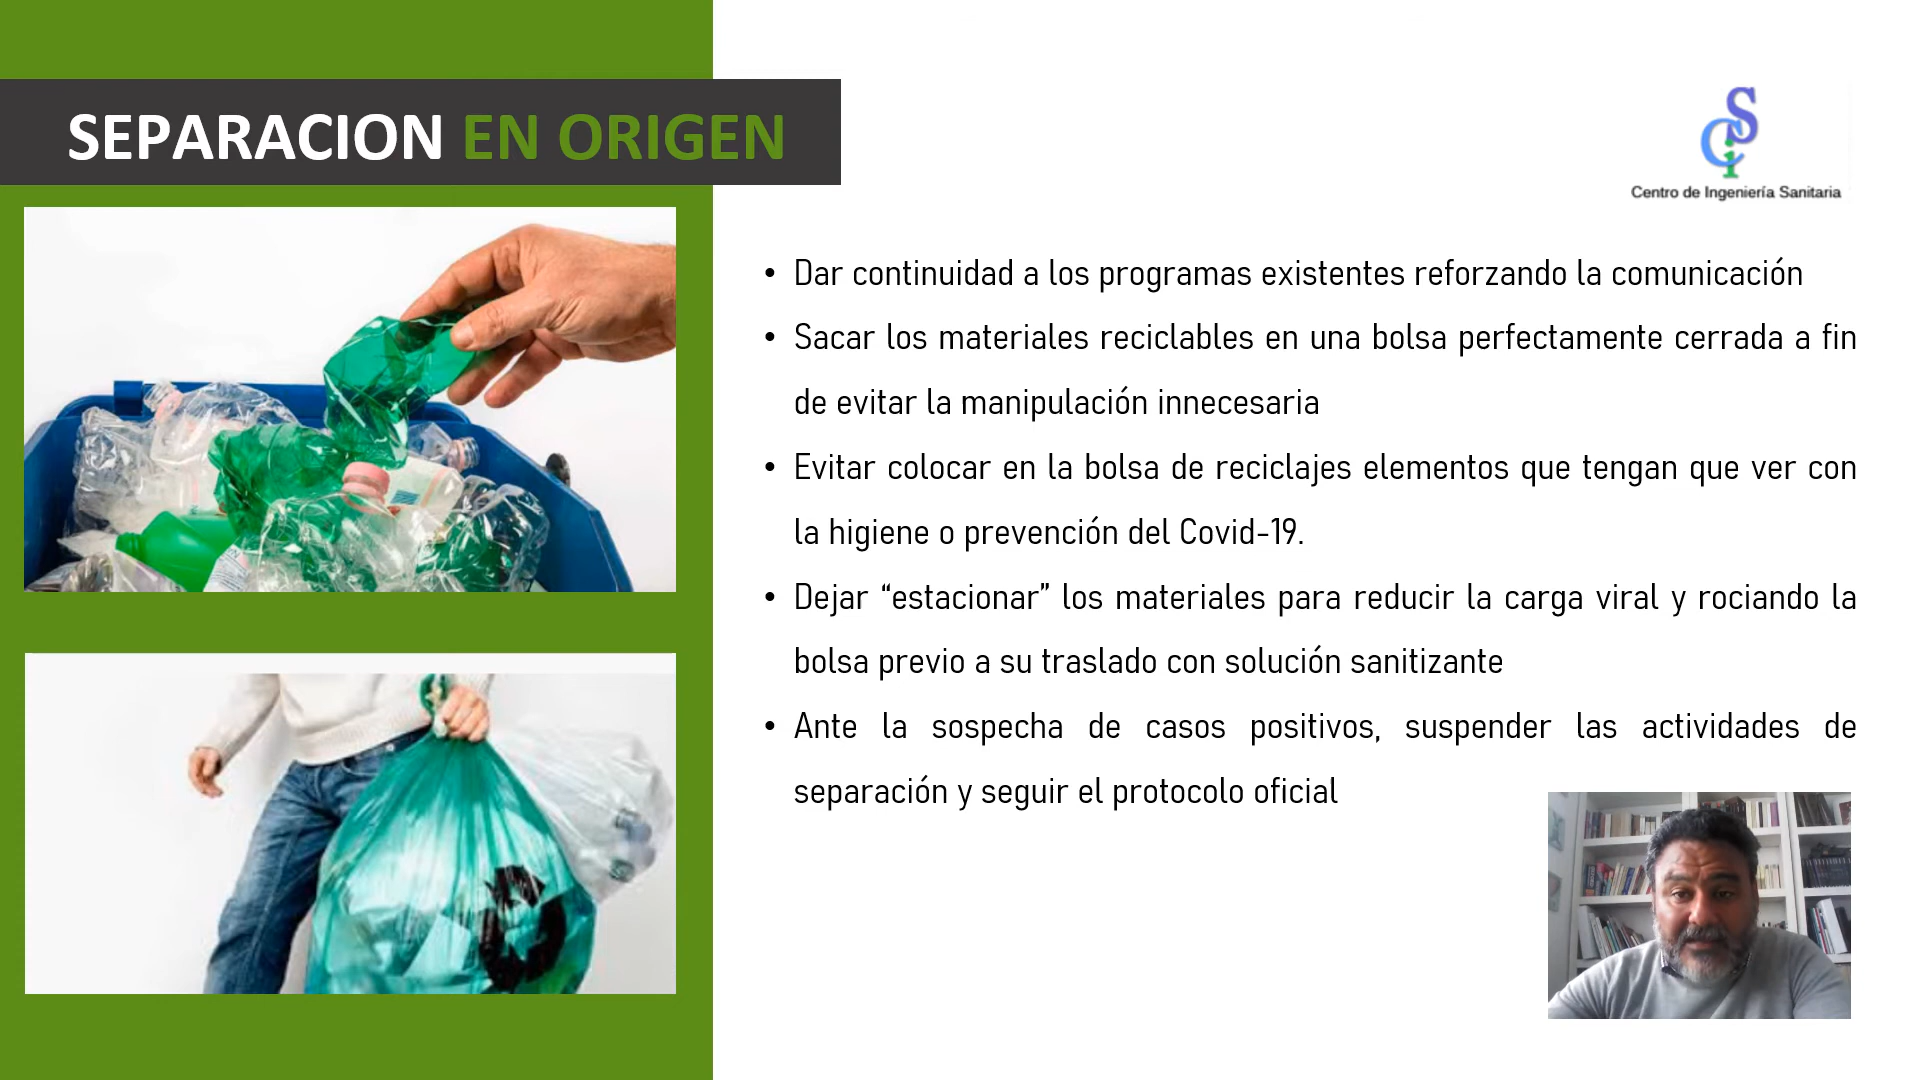 SEPARACION EN ORIGEN
CSi
Centro de Ingeniería Sanitaria
• Dar continuidad a los programas existentes reforzando la comunicación
• Sacar los materiales reciclables en una bolsa perfectamente cerrada a fin
de evitar la manipulación innecesaria
• Evitar colocar en la bolsa de reciclajes elementos que tengan que ver con
la higiene o prevención del Covid-19.
• Dejar “estacionar” los materiales para reducir la carga viral y rociando la
bolsa previo a su traslado con solución sanitizante
• Ante la sospecha de casos positivos, suspender las actividades de
separación y seguir el protocolo oficial